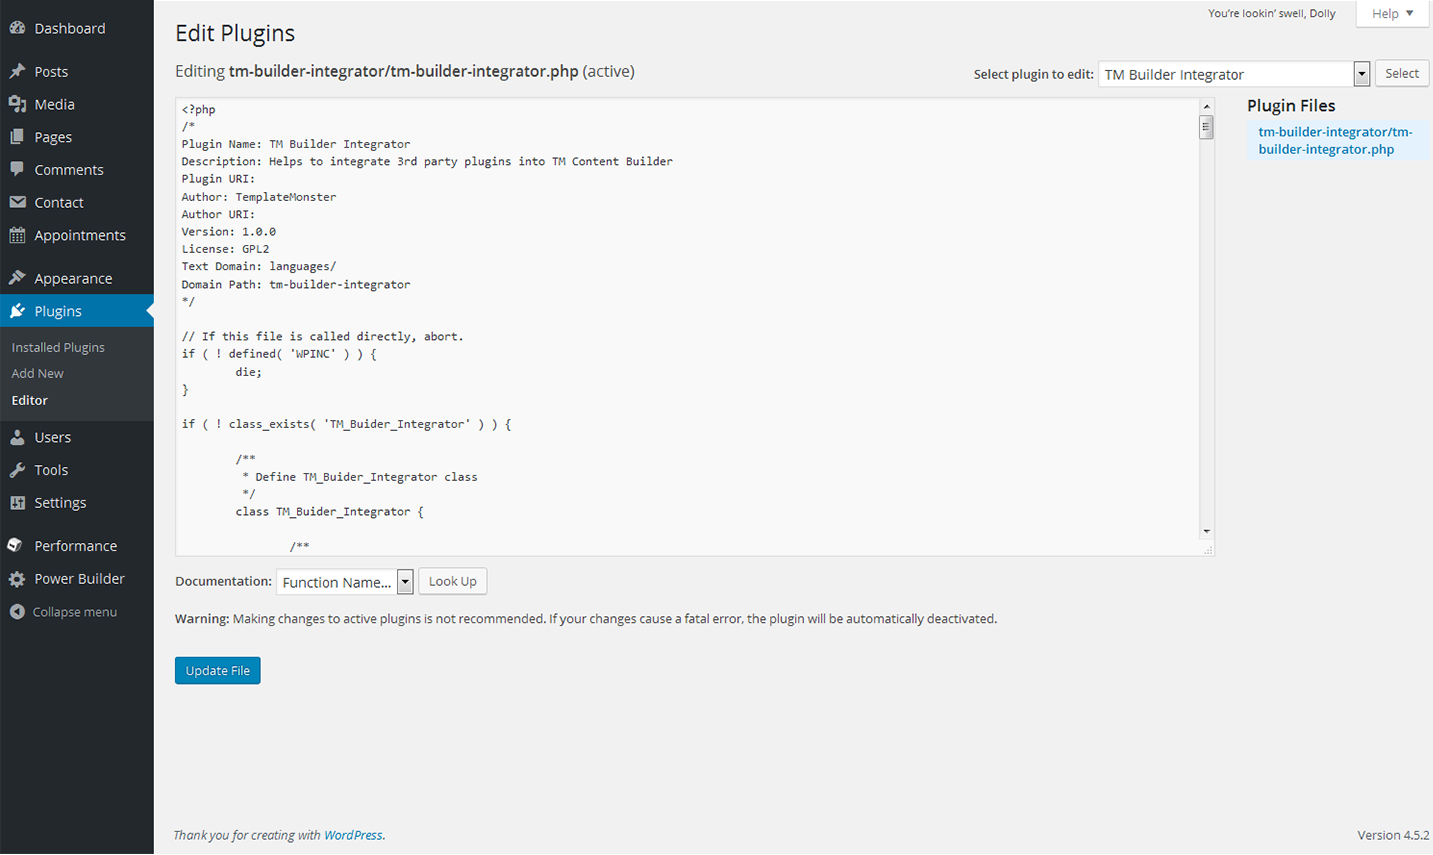 Dashboard
Posts
Media
Pages
Comments
Contact
Appointments
Appearance
Plugins
Installed Plugins
Add New
Editor
Users
Tools
Settings
Performance
Power Builder
Collapse menu
You're lookin' swell, Dolly
Help
Edit Plugins
Editing tm-builder-integrator/tm-builder-integrator.php (active)
Select plugin to edit: TM Builder Integrator Select
<?php
/*
Plugin Name: TM Builder Integrator
Description: Helps to integrate 3rd party plugins into TM Content Builder
Plugin URI:
Author: TemplateMonster
Author URI:
Version: 1.0.0
License: GPL2
Text Domain: languages/
Domain Path: tm-builder-integrator
*/
// If this file is called directly, abort.
if ( ! defined( 'WPINC' ) ) {
die;
}
if ( ! class_exists( 'TM_Buider_Integrator' ) ) {
/**
* Define TM_Buider_Integrator class
*/
class TM_Buider_Integrator {
/**
Plugin Files
tm-builder-integrator/tm-
builder-integrator.php
Documentation: Function Name... Look Up
Warning: Making changes to active plugins is not recommended. If your changes cause a fatal error, the plugin will be automatically deactivated.
Update File
Thank you for creating with WordPress.
Version 4.5.2